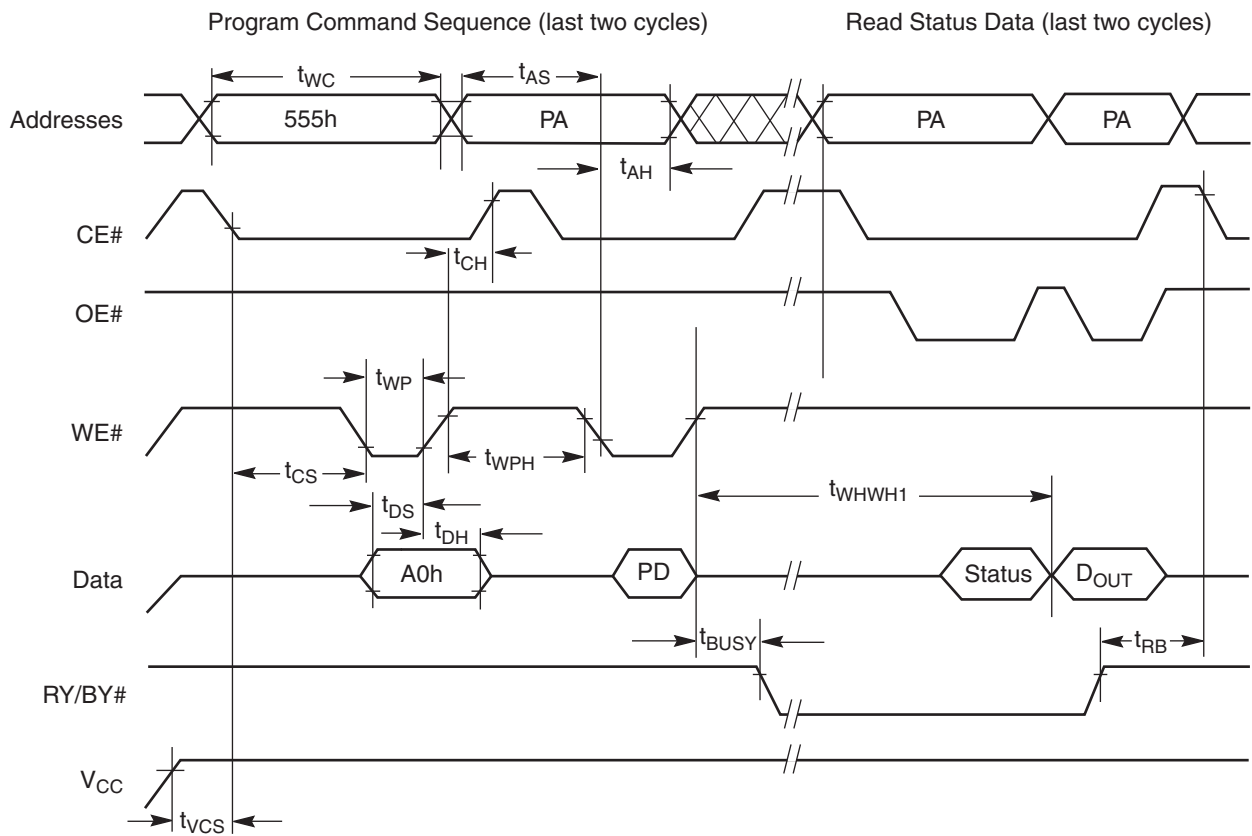 Program Command Sequence (last two cycles)
Read Status Data (last two cycles)
tWC
tAS
Addresses
555h
PA
PA
PA
tAH
CE#
tCH
OE#
tWP
WE#
tCS
tWPH
tWHWH1
tDS
tDH
Data
A0h
PD
Status
DOUT
tBUSY
tRB
RY/BY#
VCC
tVCS